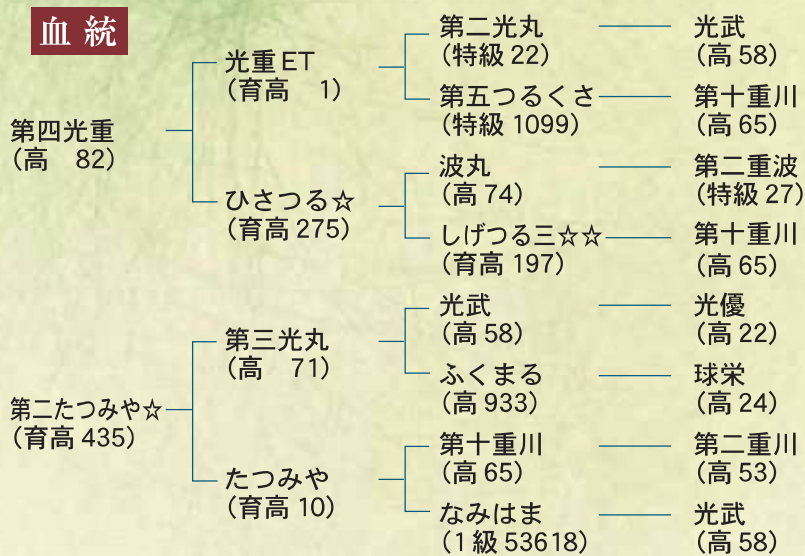 血統
第四光重
(高 82)
光重ET
(育高 1)
ひさつる☆
(育高 275)
第二光丸
(特級 22)
第五つるくさ
(特級 1099)
波丸
(高 74)
しげつる三☆☆
(育高 197)
光武
(高 58)
第十重川
(高 65)
第二重波
(特級 27)
第十重川
(高 65)
第二たつみや☆
(育高 435)
第三光丸
(高 71)
たつみや
(育高 10)
光武
(高 58)
ふくまる
(高 933)
第十重川
(高 65)
なみはま
(1級 53618)
光優
(高 22)
球栄
(高 24)
第二重川
(高 53)
光武
(高 58)